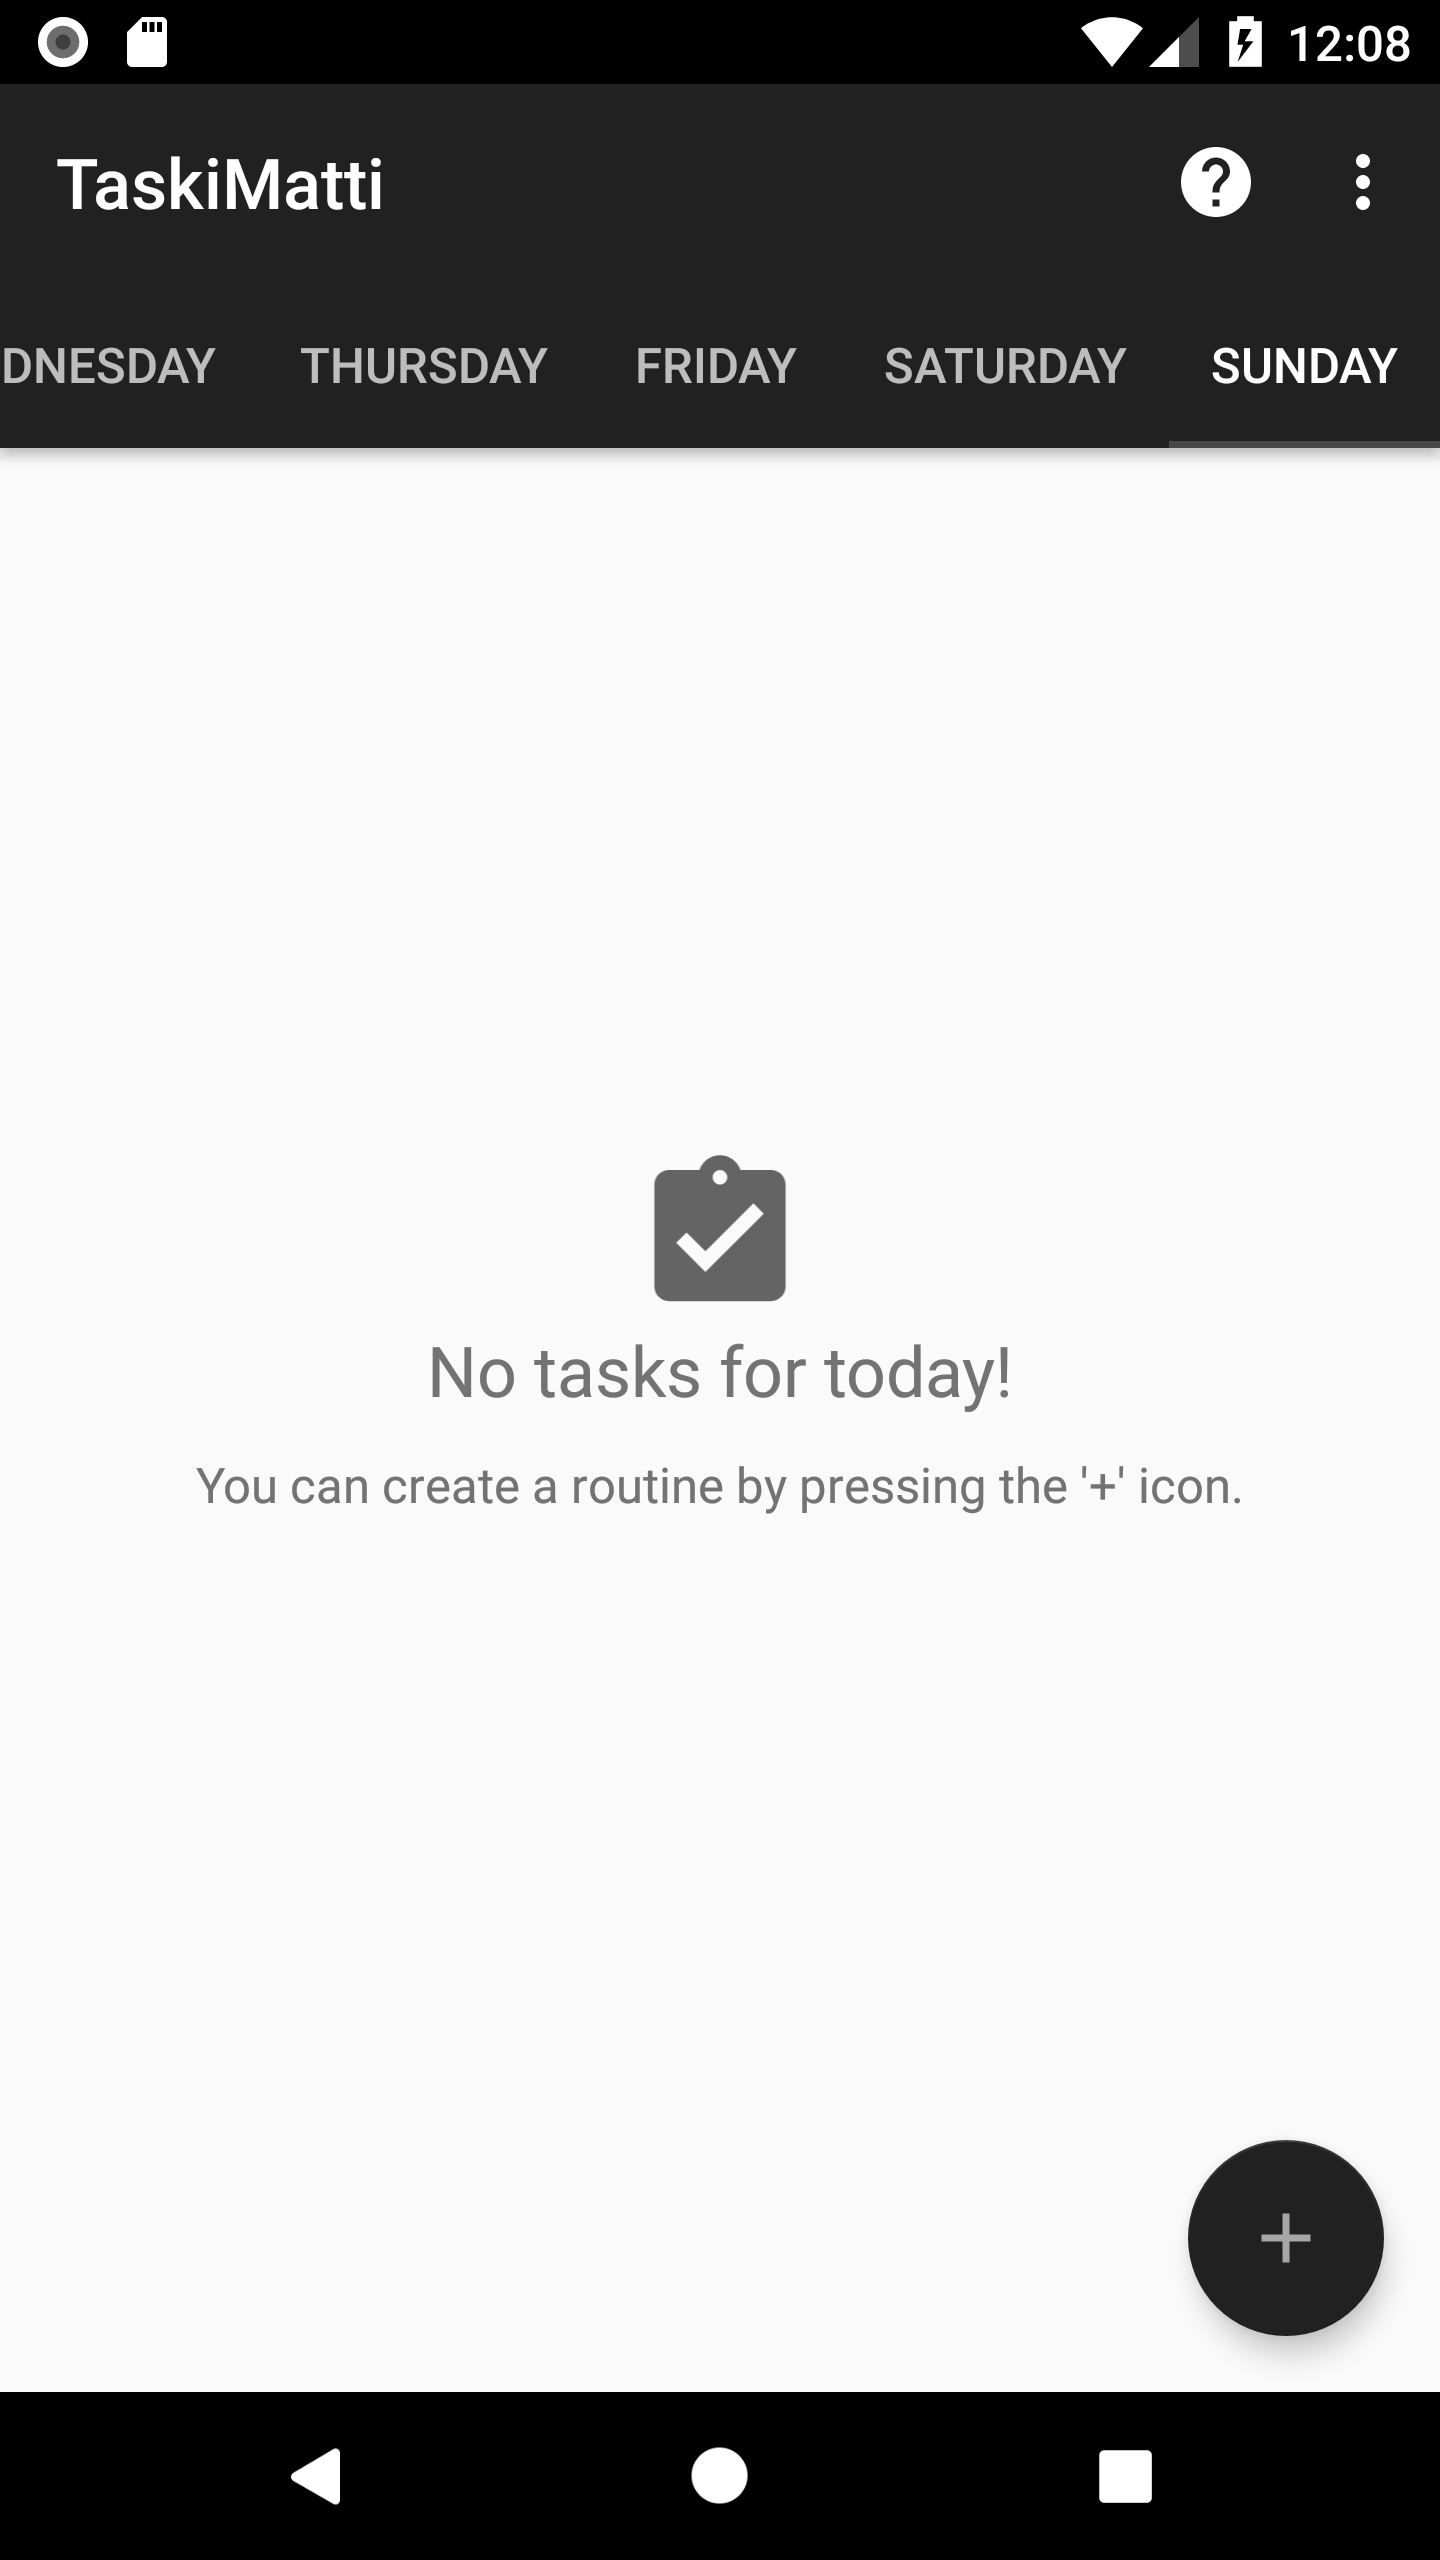 12:08
TaskiMatti
DNESDAY THURSDAY FRIDAY SATURDAY SUNDAY
No tasks for today!
You can create a routine by pressing the '+' icon.